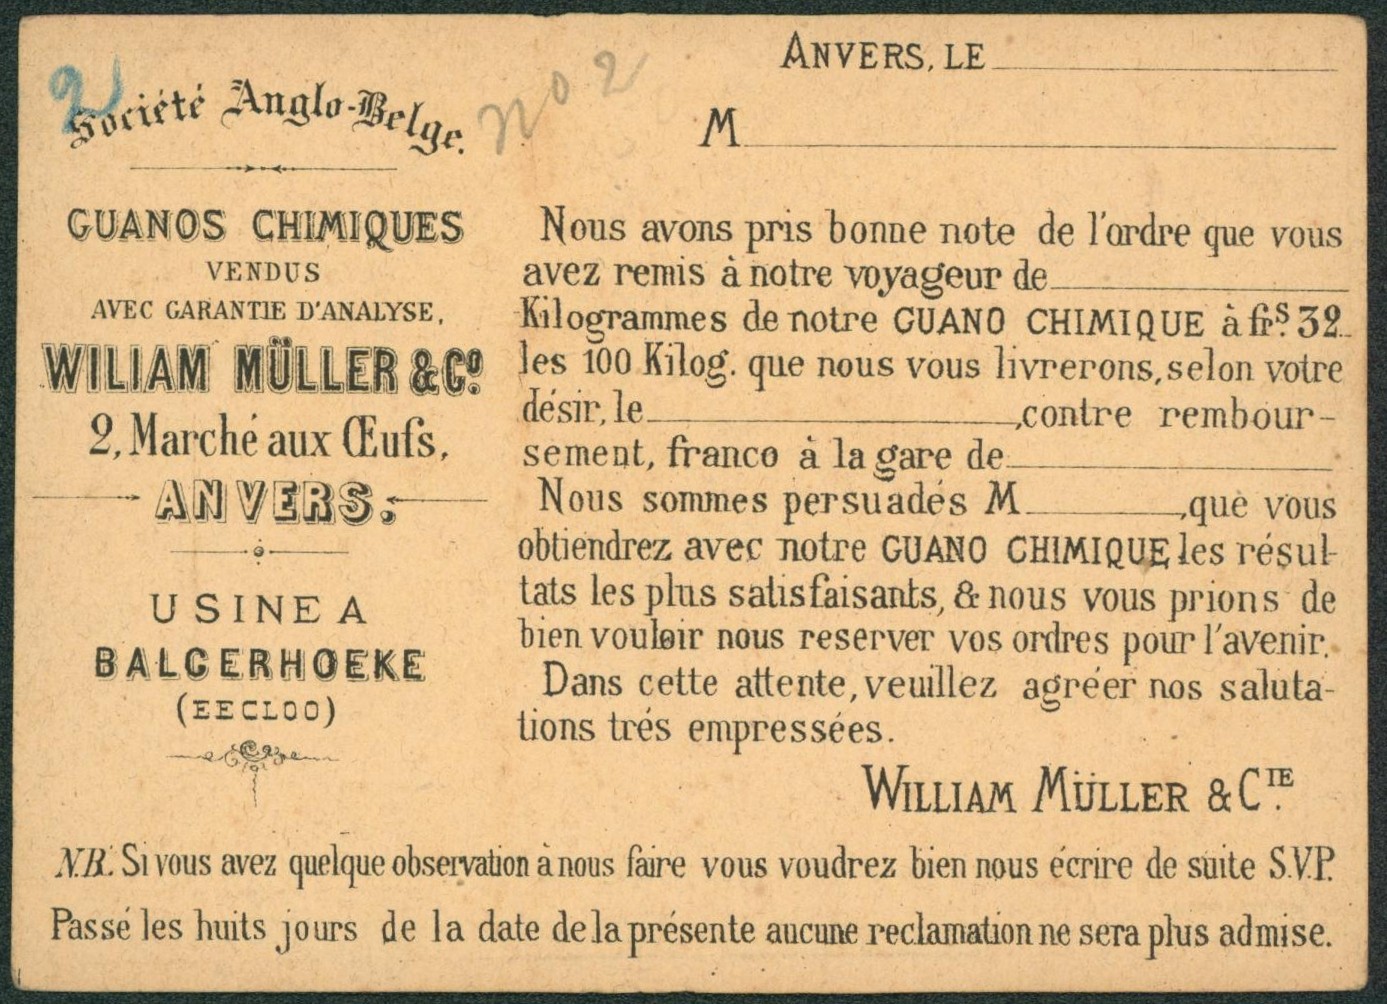 2
Société Anglo-Belge.
no 2
GUANOS CHIMIQUES
VENDUS
AVEC GARANTIE D'ANALYSE,
WILIAM MÜLLER & Cº.
2, Marché aux Œufs,
ANVERS.
USINE A
BALGERHOEKE
(EECLOO)
ANVERS, LE
M
Nous avons pris bonne note de l'ordre que vous
avez remis à notre voyageur de
Kilogrammes de notre GUANO CHIMIQUE à frs. 32
les 100 Kilog. que nous vous livrerons, selon votre
désir, le ,contre rembour-
sement, franco à la gare de
Nous sommes persuadés M ,que vous
obtiendrez avec notre GUANO CHIMIQUE les résul-
tats les plus satisfaisants, & nous vous prions de
bien vouloir nous reserver vos ordres pour l'avenir.
Dans cette attente, veuillez agréer nos saluta-
tions trés empressées.
WILLIAM MÜLLER & CIE.
N.B. Si vous avez quelque observation à nous faire vous voudrez bien nous écrire de suite S.V.P.
Passé les huits jours de la date de la présente aucune reclamation ne sera plus admise.